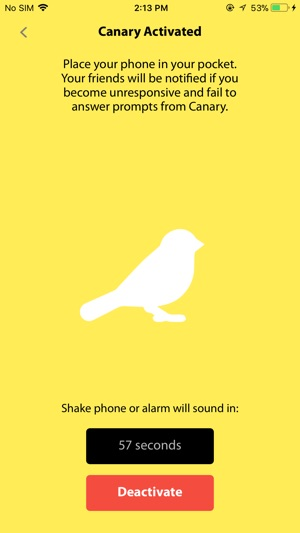 No SIM 2:13 PM 53%
Canary Activated
Place your phone in your pocket.
Your friends will be notified if you
become unresponsive and fail to
answer prompts from Canary.
Shake phone or alarm will sound in:
57 seconds
Deactivate